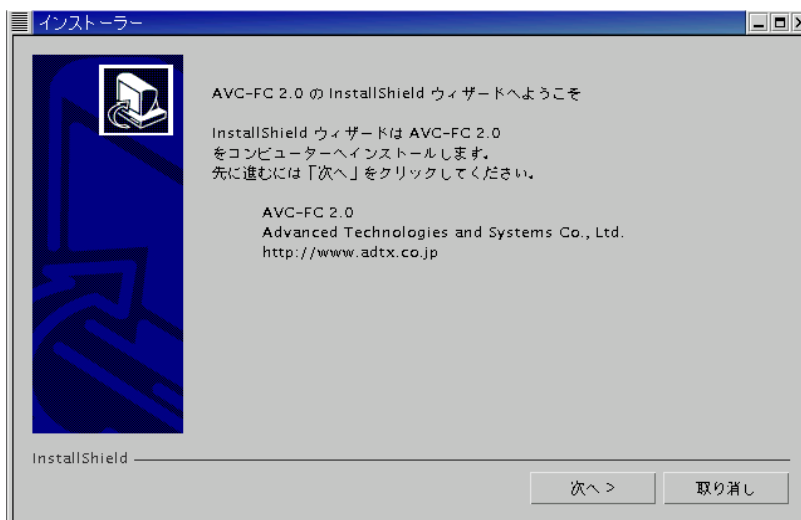 インストーラー
AVC-FC 2.0 の InstallShield ウィザードへようこそ
InstallShield ウィザードは AVC-FC 2.0
をコンピューターへインストールします。
先に進むには「次へ」をクリックしてください。
AVC-FC 2.0
Advanced Technologies and Systems Co., Ltd.
http://www.adtx.co.jp
InstallShield
次へ >
取り消し